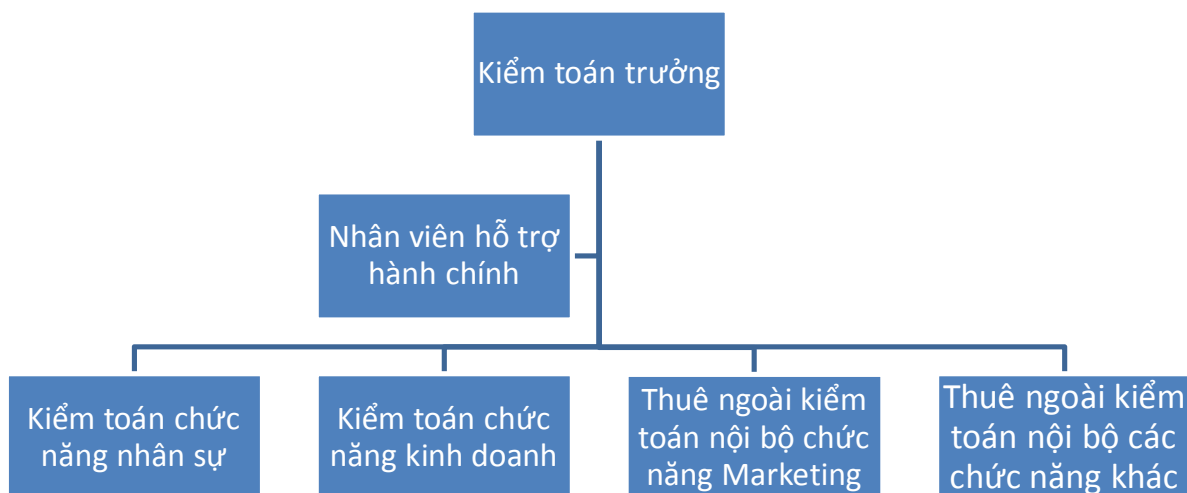 Kiểm toán trưởng
Nhân viên hỗ trợ
hành chính
Kiểm toán chức
năng nhân sự
Kiểm toán chức
năng kinh doanh
Thuê ngoài kiểm
toán nội bộ chức
năng Marketing
Thuê ngoài kiểm
toán nội bộ các
chức năng khác